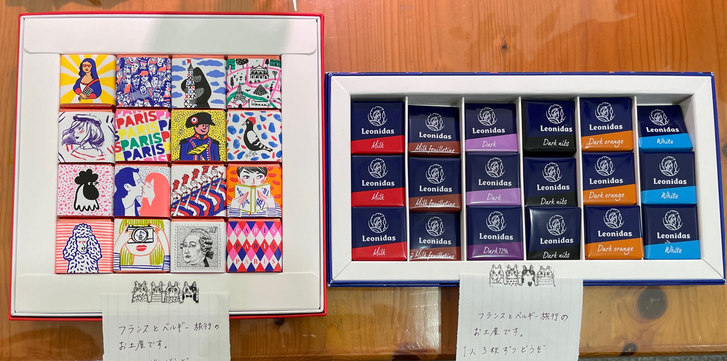 PARIS
PARIS
PARIS
PARIS
Leonidas
Milk
Leonidas
Milk feuilletine
Leonidas
Dark
Leonidas
Dark nibs
Leonidas
Dark orange
Leonidas
White
Leonidas
Milk
Leonidas
Milk feuilletine
Leonidas
Dark
Leonidas
Dark nibs
Leonidas
Dark orange
Leonidas
White
Leonidas
Milk
Leonidas
Milk feuilletine
Leonidas
Dark 72%
Leonidas
Dark nibs
Leonidas
Dark orange
Leonidas
White
フランスとベルギー旅行の
お土産です。
フランスとベルギー旅行の
お土産です。
1人3枚ずつどうぞ